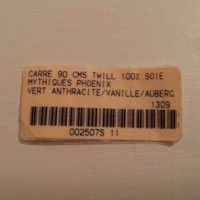 CARRE 90 CMS TWILL 100% SOIE
MYTHIQUES PHOENIX
VERT ANTHRACITE/VANILLE/AUBERG
1309
002507S 11